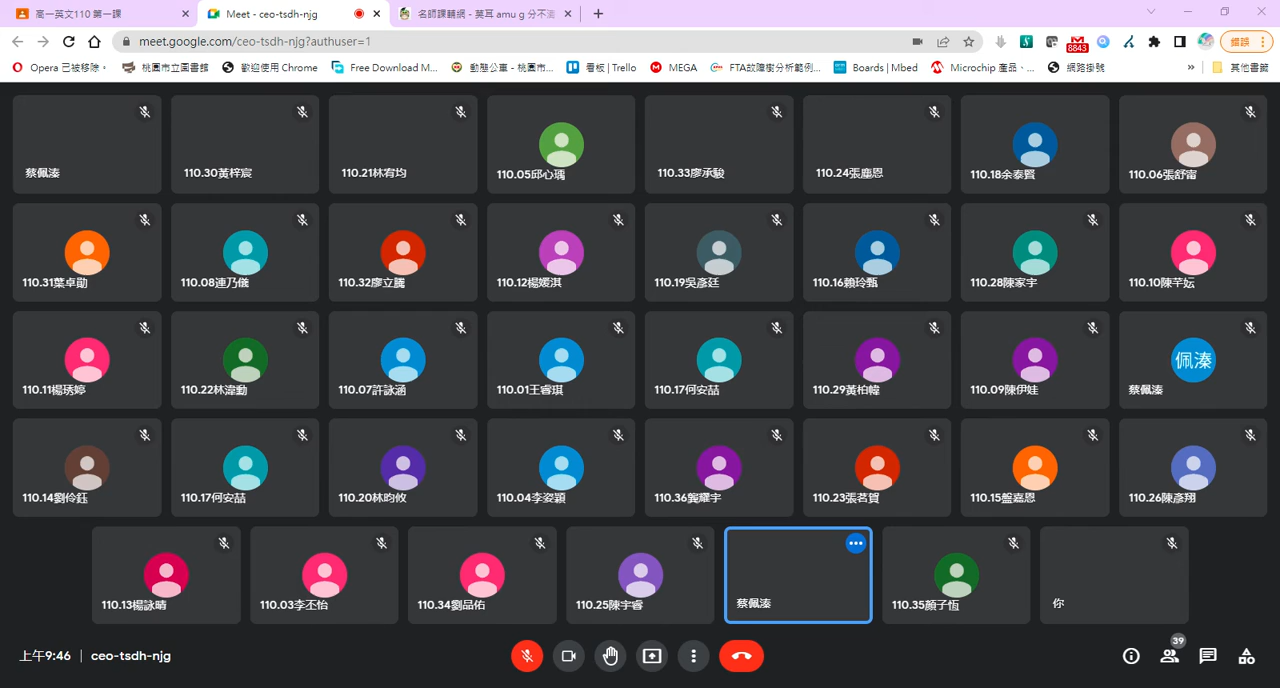 高一英文110 第一課
Meet - ceo-tsdh-njg
名師課輔網 - 莫耳 amu g 分不清
meet.google.com/ceo-tsdh-njg?authuser=1
8843
錯誤
Opera 已被移除。
桃園市立圖書館
歡迎使用 Chrome
Free Download M...
動態公車 - 桃園市...
看板 | Trello
MEGA
FTA故障樹分析範例...
Boards | Mbed
Microchip 產品、...
網路掛號
»
其他書籤
蔡佩溱
110.30黃梓宸
110.21林宥均
110.05邱心瑀
110.33廖承駿
110.24張塵恩
110.18余泰賢
110.06張舒甯
110.31葉卓勛
110.08連乃儀
110.32廖立騰
110.12楊媛淇
110.19吳彥廷
110.16賴玲甄
110.28陳家宇
110.10陳芊妘
110.11楊琇婷
110.22林湋勳
110.07許詠涵
110.01王睿琪
110.17何安喆
110.29黃柏幃
110.09陳伊娃
佩溱
蔡佩溱
110.14劉伶鈺
110.17何安喆
110.20林昀攸
110.04李姿穎
110.36龔耀宇
110.23張茗賀
110.15盤嘉恩
110.26陳彥翔
110.13楊詠晴
110.03李丕怡
110.34劉品佑
110.25陳宇睿
蔡佩溱
110.35顏子恆
你
上午9:46 | ceo-tsdh-njg
39